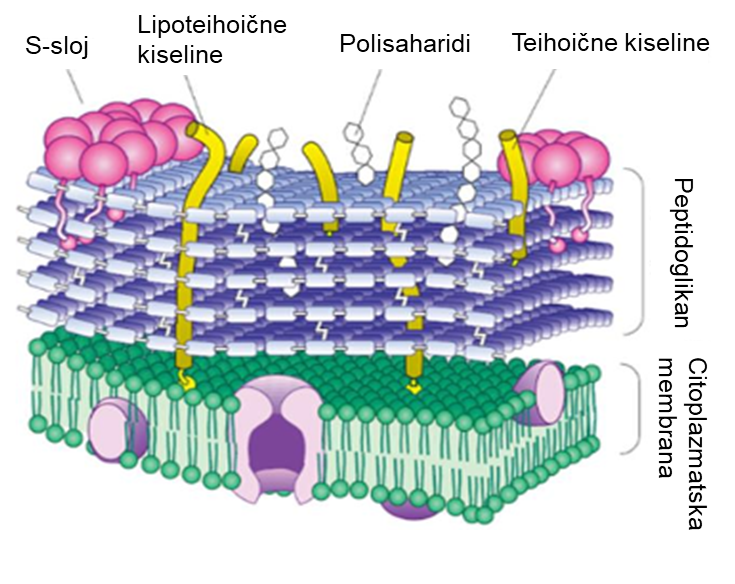 S-sloj
Lipoteihoične
kiseline
Polisaharidi
Teihoične kiseline
Peptidoglikan
Citoplazmatska
membrana